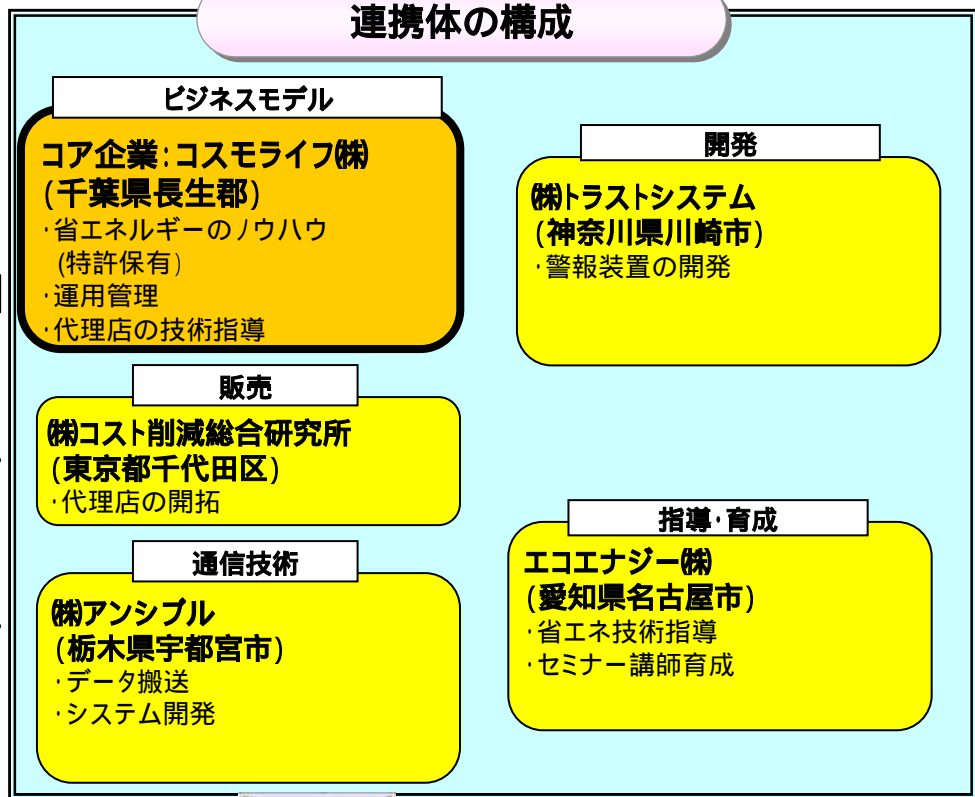 連携体の構成
ビジネスモデル
コア企業:コスモライフ㈱
(千葉県長生郡)
・省エネルギーのノウハウ
(特許保有)
・運用管理
・代理店の技術指導
開発
㈱トラストシステム
(神奈川県川崎市)
・警報装置の開発
販売
㈱コスト削減総合研究所
(東京都千代田区)
・代理店の開拓
通信技術
㈱アンシブル
(栃木県宇都宮市)
・データ搬送
・システム開発
指導・育成
エコエナジー㈱
(愛知県名古屋市)
・省エネ技術指導
・セミナー講師育成